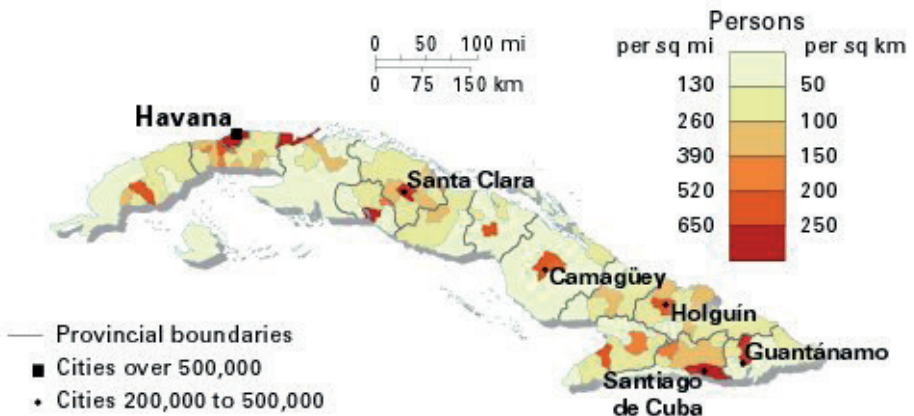 Persons
per sq mi per sq km
130 50
260 100
390 150
520 200
650 250
0 50 100 mi
0 75 150 km
Havana
Santa Clara
Camagüey
Holguín
Guantánamo
Santiago
de Cuba
Provincial boundaries
Cities over 500,000
Cities 200,000 to 500,000